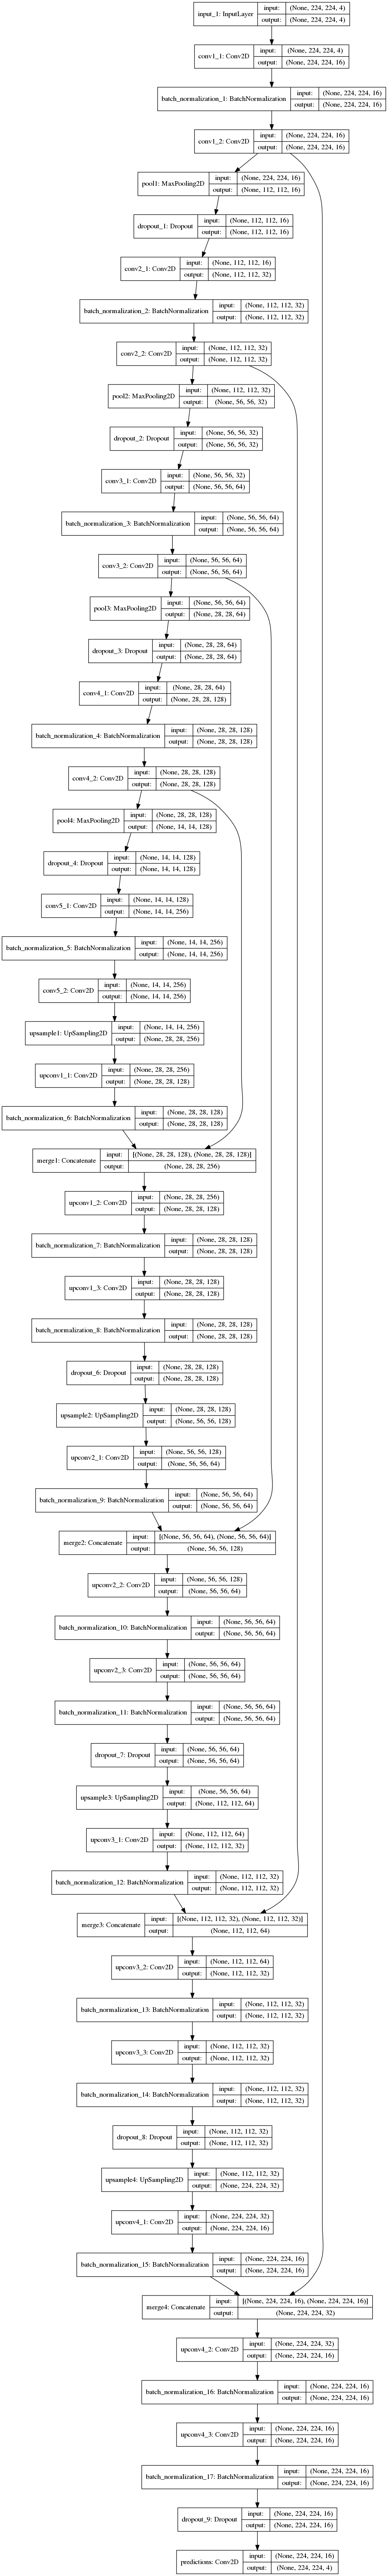 input_1: InputLayer input: (None, 224, 224, 4)
output: (None, 224, 224, 4)
conv1_1: Conv2D input: (None, 224, 224, 4)
output: (None, 224, 224, 16)
batch_normalization_1: BatchNormalization input: (None, 224, 224, 16)
output: (None, 224, 224, 16)
conv1_2: Conv2D input: (None, 224, 224, 16)
output: (None, 224, 224, 16)
pool1: MaxPooling2D input: (None, 224, 224, 16)
output: (None, 112, 112, 16)
dropout_1: Dropout input: (None, 112, 112, 16)
output: (None, 112, 112, 16)
conv2_1: Conv2D input: (None, 112, 112, 16)
output: (None, 112, 112, 32)
batch_normalization_2: BatchNormalization input: (None, 112, 112, 32)
output: (None, 112, 112, 32)
conv2_2: Conv2D input: (None, 112, 112, 32)
output: (None, 112, 112, 32)
pool2: MaxPooling2D input: (None, 112, 112, 32)
output: (None, 56, 56, 32)
dropout_2: Dropout input: (None, 56, 56, 32)
output: (None, 56, 56, 32)
conv3_1: Conv2D input: (None, 56, 56, 32)
output: (None, 56, 56, 64)
batch_normalization_3: BatchNormalization input: (None, 56, 56, 64)
output: (None, 56, 56, 64)
conv3_2: Conv2D input: (None, 56, 56, 64)
output: (None, 56, 56, 64)
pool3: MaxPooling2D input: (None, 56, 56, 64)
output: (None, 28, 28, 64)
dropout_3: Dropout input: (None, 28, 28, 64)
output: (None, 28, 28, 64)
conv4_1: Conv2D input: (None, 28, 28, 64)
output: (None, 28, 28, 128)
batch_normalization_4: BatchNormalization input: (None, 28, 28, 128)
output: (None, 28, 28, 128)
conv4_2: Conv2D input: (None, 28, 28, 128)
output: (None, 28, 28, 128)
pool4: MaxPooling2D input: (None, 28, 28, 128)
output: (None, 14, 14, 128)
dropout_4: Dropout input: (None, 14, 14, 128)
output: (None, 14, 14, 128)
conv5_1: Conv2D input: (None, 14, 14, 128)
output: (None, 14, 14, 256)
batch_normalization_5: BatchNormalization input: (None, 14, 14, 256)
output: (None, 14, 14, 256)
conv5_2: Conv2D input: (None, 14, 14, 256)
output: (None, 14, 14, 256)
upsample1: UpSampling2D input: (None, 14, 14, 256)
output: (None, 28, 28, 256)
upconv1_1: Conv2D input: (None, 28, 28, 256)
output: (None, 28, 28, 128)
batch_normalization_6: BatchNormalization input: (None, 28, 28, 128)
output: (None, 28, 28, 128)
merge1: Concatenate input: [(None, 28, 28, 128), (None, 28, 28, 128)]
output: (None, 28, 28, 256)
upconv1_2: Conv2D input: (None, 28, 28, 256)
output: (None, 28, 28, 128)
batch_normalization_7: BatchNormalization input: (None, 28, 28, 128)
output: (None, 28, 28, 128)
upconv1_3: Conv2D input: (None, 28, 28, 128)
output: (None, 28, 28, 128)
batch_normalization_8: BatchNormalization input: (None, 28, 28, 128)
output: (None, 28, 28, 128)
dropout_6: Dropout input: (None, 28, 28, 128)
output: (None, 28, 28, 128)
upsample2: UpSampling2D input: (None, 28, 28, 128)
output: (None, 56, 56, 128)
upconv2_1: Conv2D input: (None, 56, 56, 128)
output: (None, 56, 56, 64)
batch_normalization_9: BatchNormalization input: (None, 56, 56, 64)
output: (None, 56, 56, 64)
merge2: Concatenate input: [(None, 56, 56, 64), (None, 56, 56, 64)]
output: (None, 56, 56, 128)
upconv2_2: Conv2D input: (None, 56, 56, 128)
output: (None, 56, 56, 64)
batch_normalization_10: BatchNormalization input: (None, 56, 56, 64)
output: (None, 56, 56, 64)
upconv2_3: Conv2D input: (None, 56, 56, 64)
output: (None, 56, 56, 64)
batch_normalization_11: BatchNormalization input: (None, 56, 56, 64)
output: (None, 56, 56, 64)
dropout_7: Dropout input: (None, 56, 56, 64)
output: (None, 56, 56, 64)
upsample3: UpSampling2D input: (None, 56, 56, 64)
output: (None, 112, 112, 64)
upconv3_1: Conv2D input: (None, 112, 112, 64)
output: (None, 112, 112, 32)
batch_normalization_12: BatchNormalization input: (None, 112, 112, 32)
output: (None, 112, 112, 32)
merge3: Concatenate input: [(None, 112, 112, 32), (None, 112, 112, 32)]
output: (None, 112, 112, 64)
upconv3_2: Conv2D input: (None, 112, 112, 64)
output: (None, 112, 112, 32)
batch_normalization_13: BatchNormalization input: (None, 112, 112, 32)
output: (None, 112, 112, 32)
upconv3_3: Conv2D input: (None, 112, 112, 32)
output: (None, 112, 112, 32)
batch_normalization_14: BatchNormalization input: (None, 112, 112, 32)
output: (None, 112, 112, 32)
dropout_8: Dropout input: (None, 112, 112, 32)
output: (None, 112, 112, 32)
upsample4: UpSampling2D input: (None, 112, 112, 32)
output: (None, 224, 224, 32)
upconv4_1: Conv2D input: (None, 224, 224, 32)
output: (None, 224, 224, 16)
batch_normalization_15: BatchNormalization input: (None, 224, 224, 16)
output: (None, 224, 224, 16)
merge4: Concatenate input: [(None, 224, 224, 16), (None, 224, 224, 16)]
output: (None, 224, 224, 32)
upconv4_2: Conv2D input: (None, 224, 224, 32)
output: (None, 224, 224, 16)
batch_normalization_16: BatchNormalization input: (None, 224, 224, 16)
output: (None, 224, 224, 16)
upconv4_3: Conv2D input: (None, 224, 224, 16)
output: (None, 224, 224, 16)
batch_normalization_17: BatchNormalization input: (None, 224, 224, 16)
output: (None, 224, 224, 16)
dropout_9: Dropout input: (None, 224, 224, 16)
output: (None, 224, 224, 16)
predictions: Conv2D input: (None, 224, 224, 16)
output: (None, 224, 224, 4)